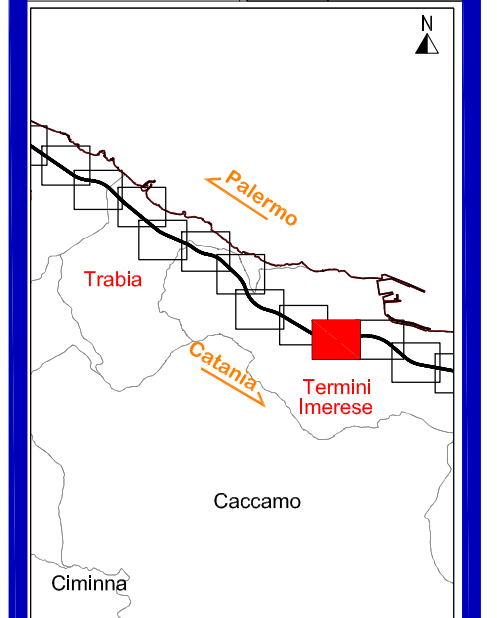 N
Palermo
Trabia
Catania
Termini
Imerese
Caccamo
Ciminna